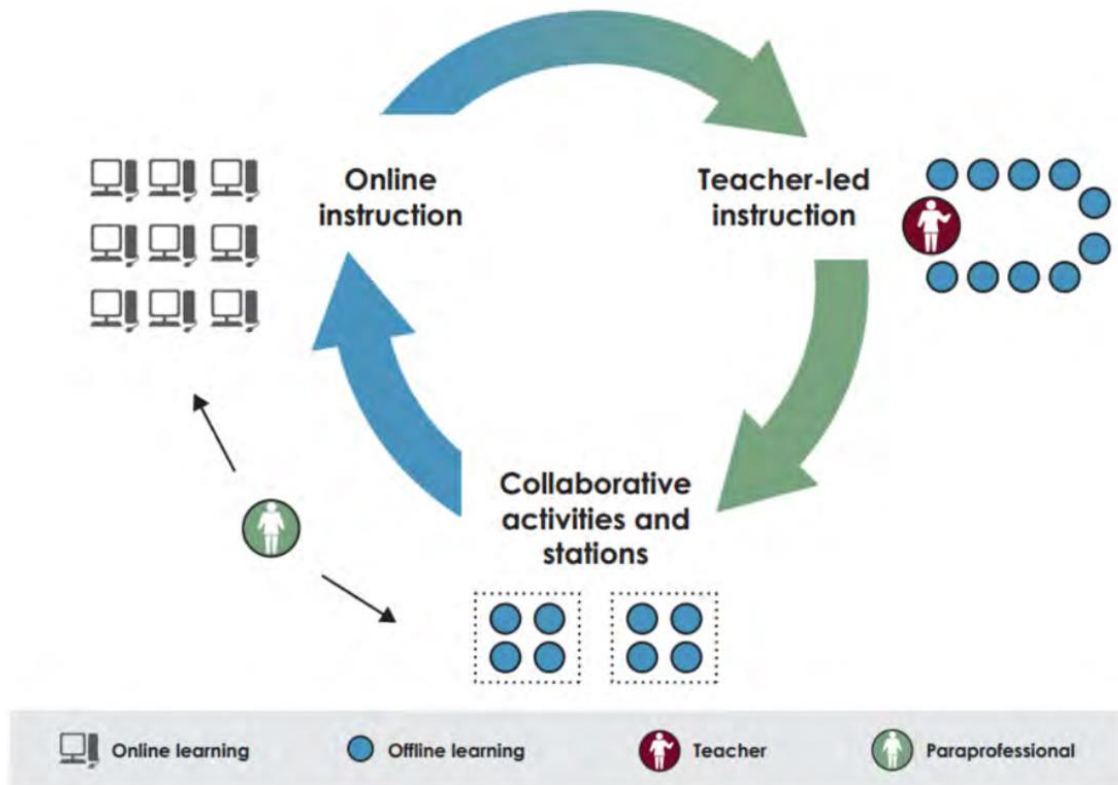 Online
instruction
Teacher-led
instruction
Collaborative
activities and
stations
Online learning
Offline learning
Teacher
Paraprofessional